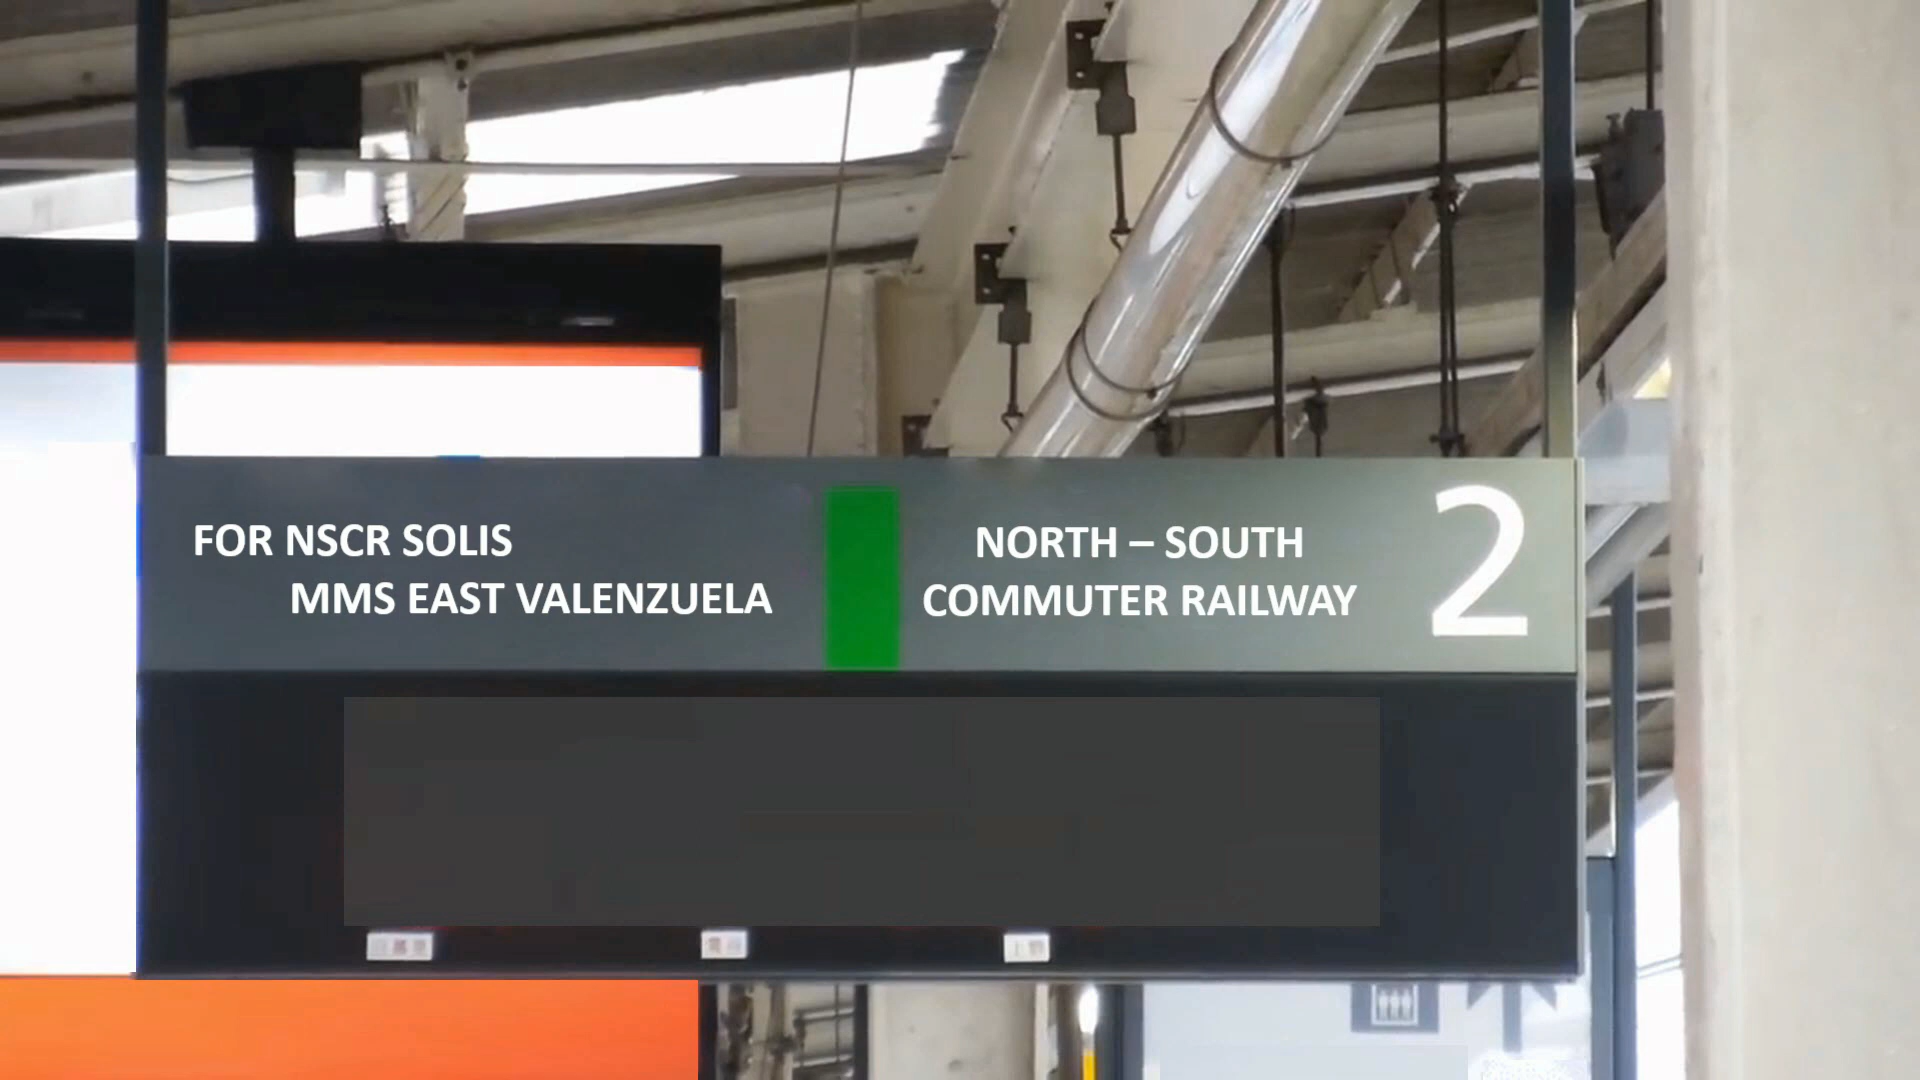 FOR NSCR SOLIS
MMS EAST VALENZUELA
NORTH – SOUTH
COMMUTER RAILWAY
2